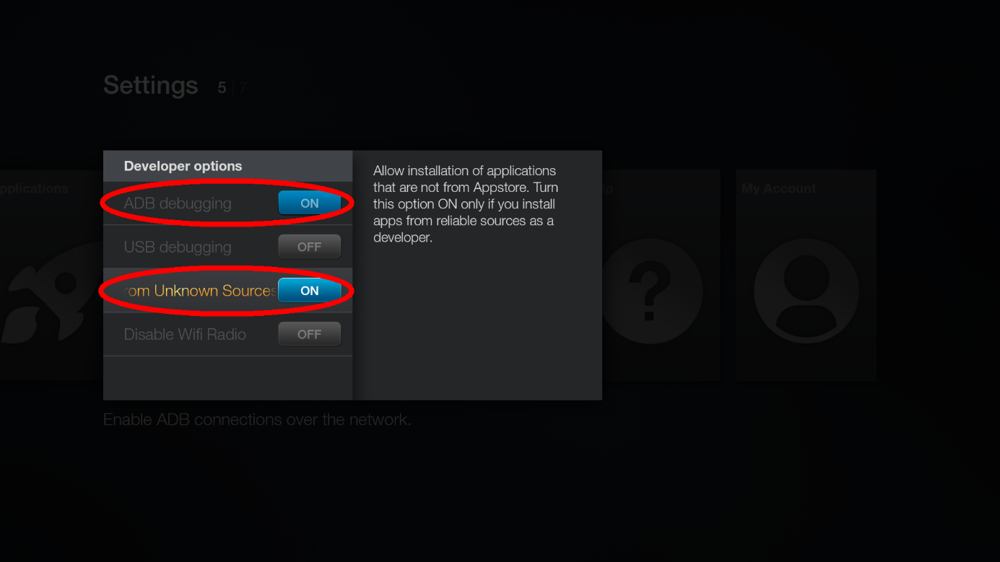 Settings 5 | 7
pplications
lp
My Account
Developer options
ADB debugging ON
USB debugging OFF
rom Unknown Sources ON
Disable Wifi Radio OFF
Allow installation of applications
that are not from Appstore. Turn
this option ON only if you install
apps from reliable sources as a
developer.
?
Enable ADB connections over the network.